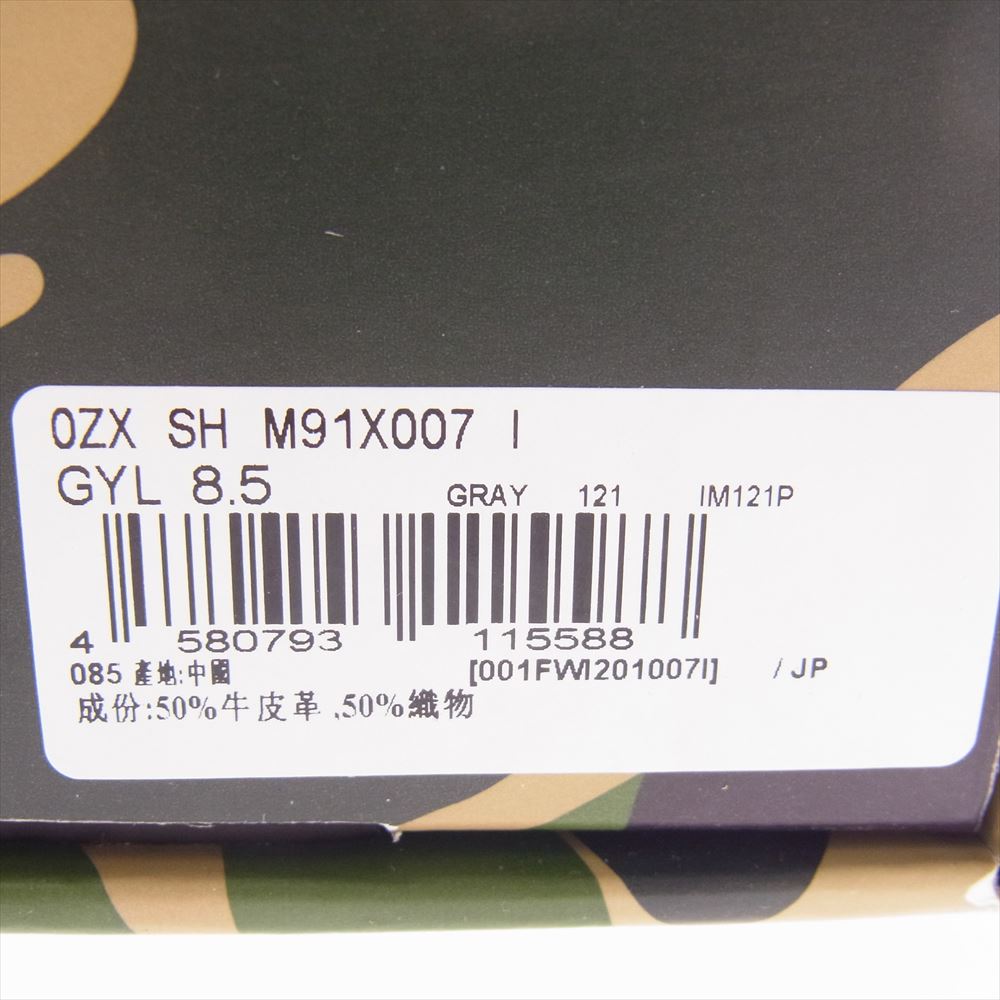 0ZX SH M91X007 I
GYL 8.5 GRAY 121 IM121P
4 580793 115588
085 產地:中國 [001FWI201007I] / JP
成份:50%牛皮革 ,50%織物